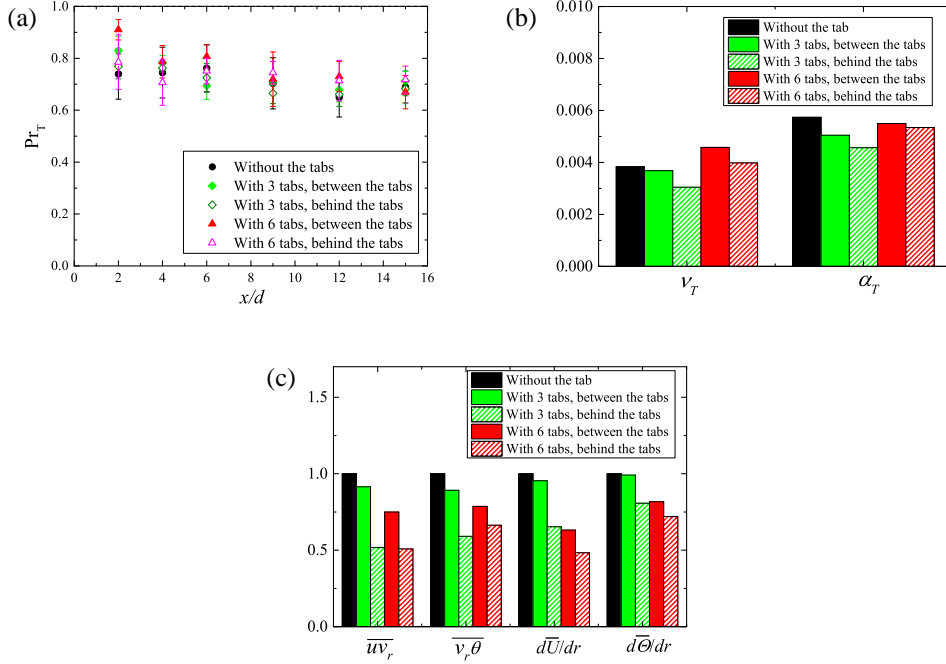 (a)
1.0
0.8
0.6
0.4
0.2
0.0
Pr_T
Without the tabs
With 3 tabs, between the tabs
With 3 tabs, behind the tabs
With 6 tabs, between the tabs
With 6 tabs, behind the tabs
0 2 4 6 8 10 12 14 16
x/d
(b)
0.010
0.008
0.006
0.004
0.002
0.000
Without the tab
With 3 tabs, between the tabs
With 3 tabs, behind the tabs
With 6 tabs, between the tabs
With 6 tabs, behind the tabs
ν_T α_T
(c)
1.5
1.0
0.5
0.0
Without the tab
With 3 tabs, between the tabs
With 3 tabs, behind the tabs
With 6 tabs, between the tabs
With 6 tabs, behind the tabs
u̅v̅_r̅ v̅_r̅θ̅ dU̅/dr dΘ̅/dr